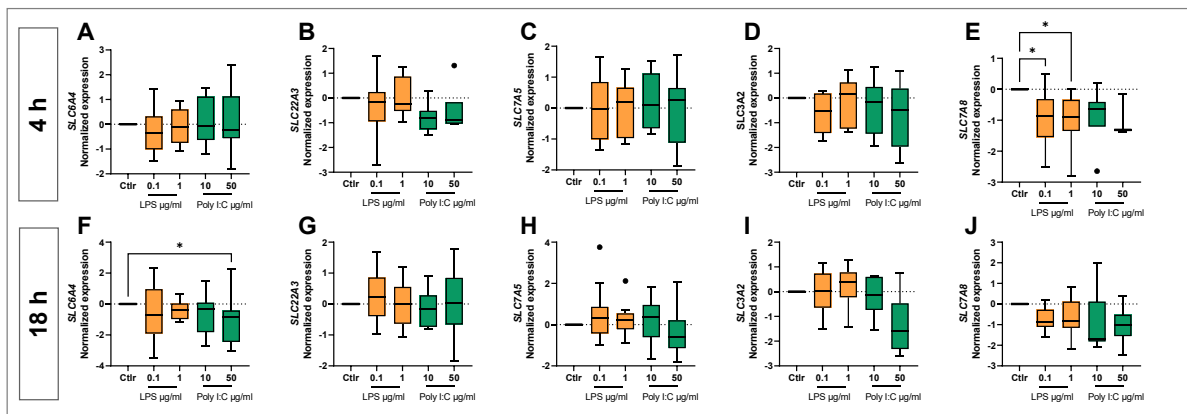 4 h
A
SLC6A4
Normalized expression
3
2
1
0
-1
-2
Ctlr 0.1 1 10 50
LPS µg/ml Poly I:C µg/ml
B
SLC22A3
Normalized expression
2
1
0
-1
-2
-3
Ctlr 0.1 1 10 50
LPS µg/ml Poly I:C µg/ml
C
SLC7A5
Normalized expression
2
1
0
-1
-2
Ctlr 0.1 1 10 50
LPS µg/ml Poly I:C µg/ml
D
SLC3A2
Normalized expression
2
1
0
-1
-2
-3
Ctlr 0.1 1 10 50
LPS µg/ml Poly I:C µg/ml
E
SLC7A8
Normalized expression
*
*
1
0
-1
-2
-3
Ctlr 0.1 1 10 50
LPS µg/ml Poly I:C µg/ml
18 h
F
SLC6A4
Normalized expression
*
4
2
0
-2
-4
Ctlr 0.1 1 10 50
LPS µg/ml Poly I:C µg/ml
G
SLC22A3
Normalized expression
2
1
0
-1
-2
Ctlr 0.1 1 10 50
LPS µg/ml Poly I:C µg/ml
H
SLC7A5
Normalized expression
4
2
0
-2
Ctlr 0.1 1 10 50
LPS µg/ml Poly I:C µg/ml
I
SLC3A2
Normalized expression
2
1
0
-1
-2
-3
Ctlr 0.1 1 10 50
LPS µg/ml Poly I:C µg/ml
J
SLC7A8
Normalized expression
3
2
1
0
-1
-2
-3
Ctlr 0.1 1 10 50
LPS µg/ml Poly I:C µg/ml